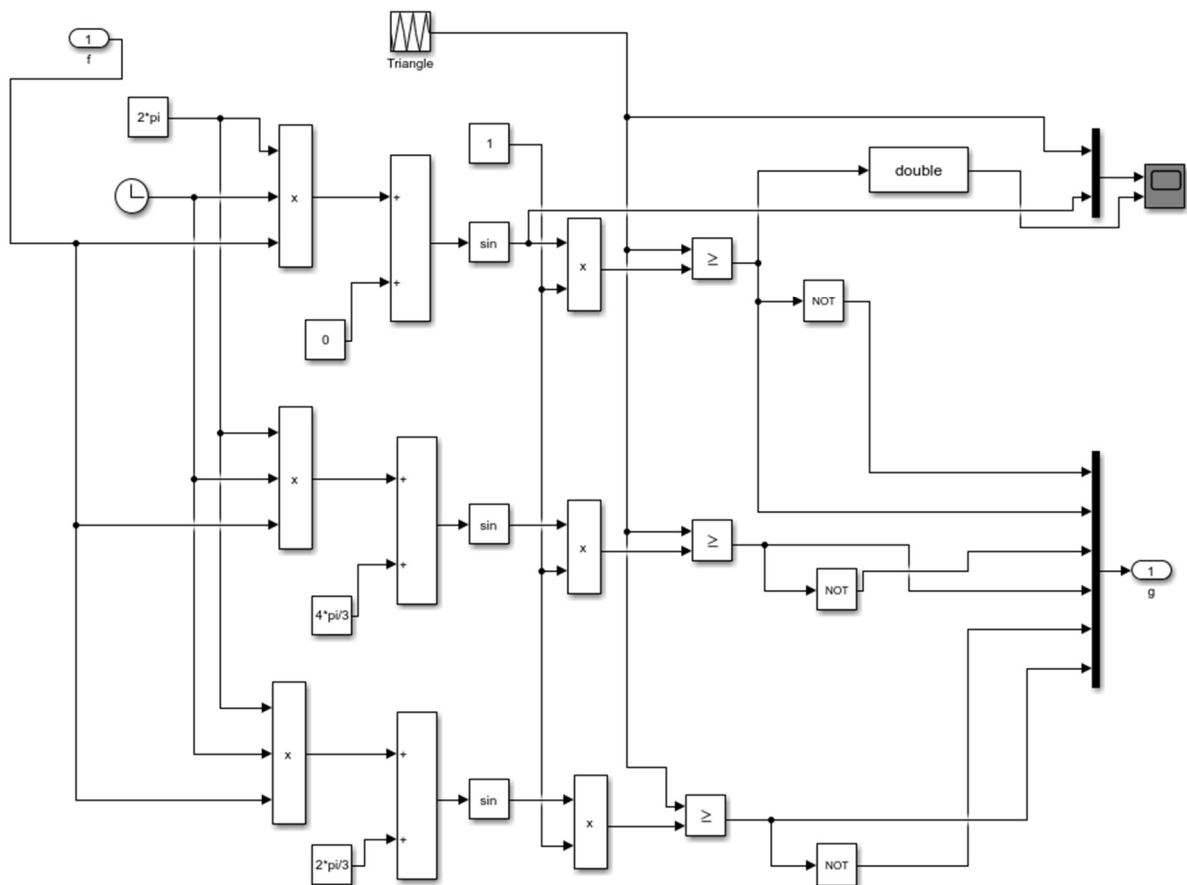 1
f
Triangle
2*pi
1
x
+
+
double
sin
x
≥
0
NOT
x
+
+
sin
x
≥
4*pi/3
NOT
1
g
x
+
+
sin
x
≥
2*pi/3
NOT